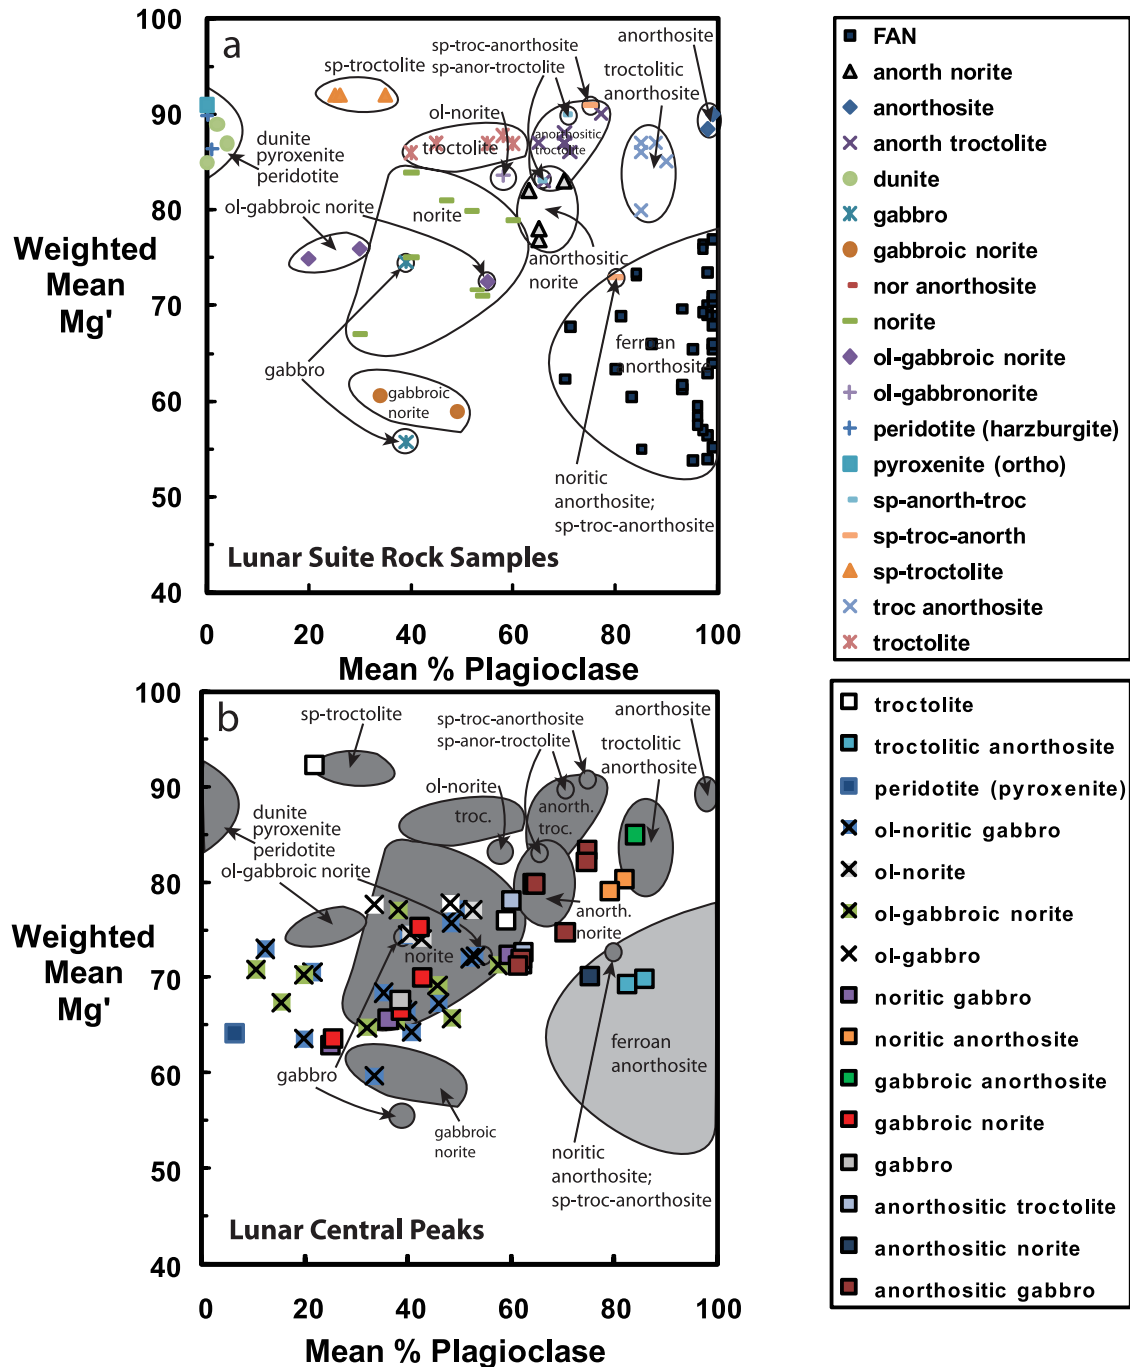 100
90
80
70
60
50
40
Weighted
Mean
Mg'
a
sp-troctolite
sp-troc-anorthosite
sp-anor-troctolite
anorthosite
troctolitic
anorthosite
ol-norite
troctolite
anorthositic
troctolite
dunite
pyroxenite
peridotite
ol-gabbroic norite
norite
anorthositic
norite
gabbro
gabbroic
norite
ferroan
anorthosite
noritic
anorthosite;
sp-troc-anorthosite
Lunar Suite Rock Samples
0 20 40 60 80 100
Mean % Plagioclase
FAN
anorth norite
anorthosite
anorth troctolite
dunite
gabbro
gabbroic norite
nor anorthosite
norite
ol-gabbroic norite
ol-gabbronorite
peridotite (harzburgite)
pyroxenite (ortho)
sp-anorth-troc
sp-troc-anorth
sp-troctolite
troc anorthosite
troctolite
100
90
80
70
60
50
40
Weighted
Mean
Mg'
b
sp-troctolite
sp-troc-anorthosite
sp-anor-troctolite
anorthosite
troctolitic
anorthosite
ol-norite
troc.
anorth.
troc.
dunite
pyroxenite
peridotite
ol-gabbroic norite
anorth.
norite
norite
gabbro
gabbroic
norite
ferroan
anorthosite
noritic
anorthosite;
sp-troc-anorthosite
Lunar Central Peaks
0 20 40 60 80 100
Mean % Plagioclase
troctolite
troctolitic anorthosite
peridotite (pyroxenite)
ol-noritic gabbro
ol-norite
ol-gabbroic norite
ol-gabbro
noritic gabbro
noritic anorthosite
gabbroic anorthosite
gabbroic norite
gabbro
anorthositic troctolite
anorthositic norite
anorthositic gabbro